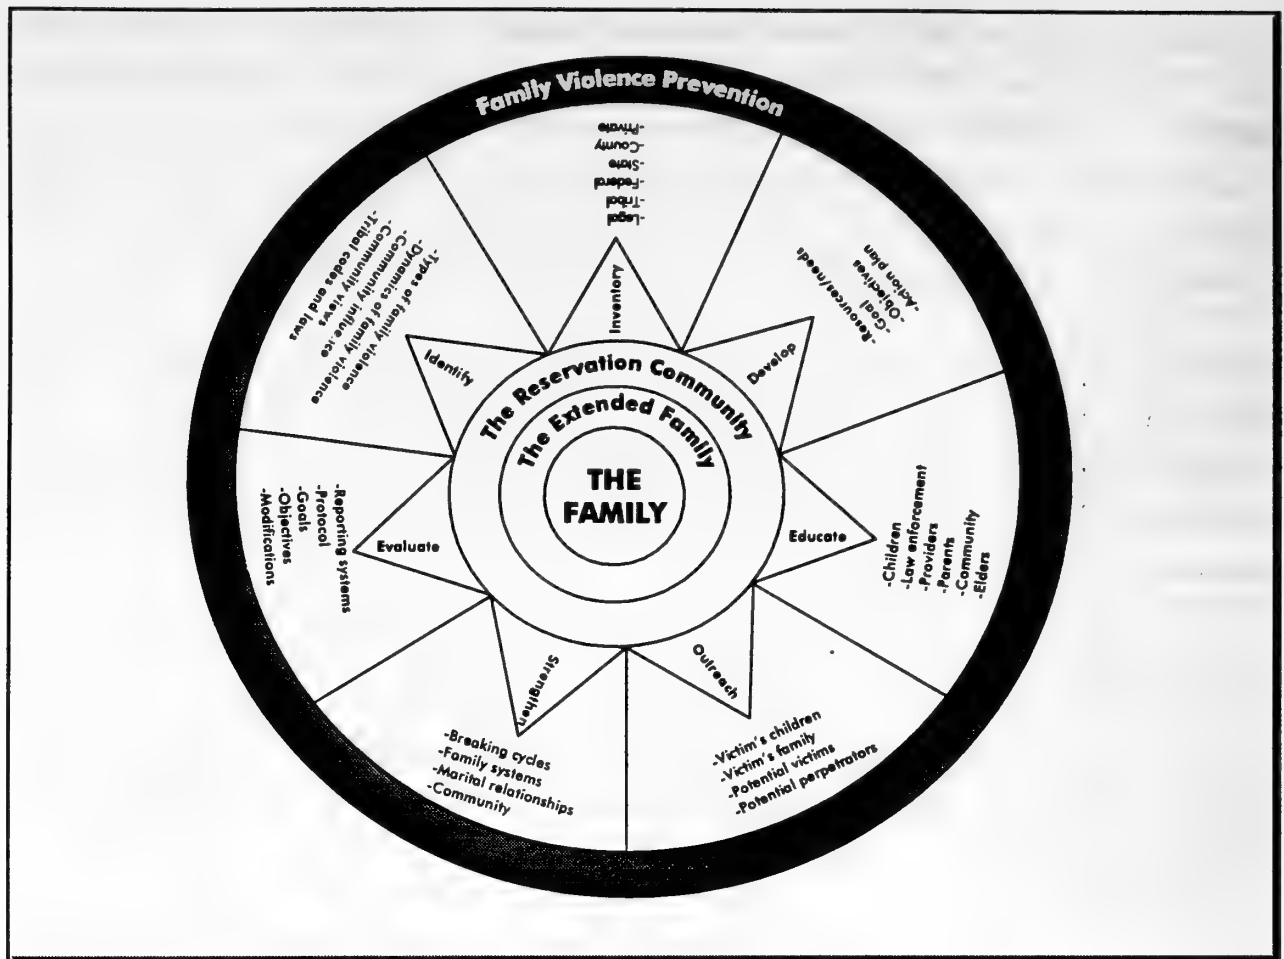 Family Violence Prevention
Inventory
-Legal
-Tribal
-Federal
-State
-County
-Private
Develop
-Resources/needs
-Goal
-Objectives
-Action plan
Educate
-Children
-Law enforcement
-Providers
-Parents
-Community
-Elders
Outreach
-Victim's children
-Victim's family
-Potential victims
-Potential perpetrators
Strengthen
-Breaking cycles
-Family systems
-Marital relationships
-Community
Evaluate
-Reporting systems
-Protocol
-Goals
-Objectives
-Modifications
Identify
-Types of family violence
-Dynamics of family violence
-Community influence
-Community views
-Tribal codes and laws
The Reservation Community
The Extended Family
THE
FAMILY